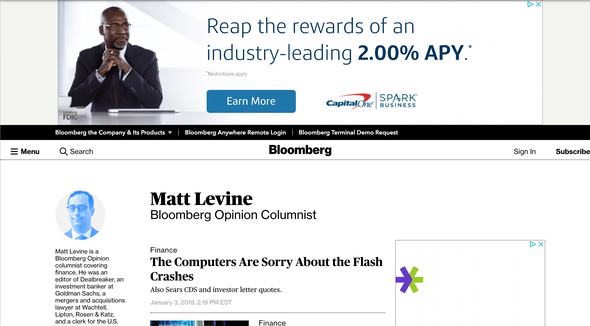 Reap the rewards of an
industry-leading 2.00% APY.*
*Restrictions apply
Earn More
Capital One | SPARK BUSINESS
FDIC
Bloomberg the Company & Its Products | Bloomberg Anywhere Remote Login | Bloomberg Terminal Demo Request
Menu Search Bloomberg Sign In Subscribe
Matt Levine
Bloomberg Opinion Columnist
Matt Levine is a
Bloomberg Opinion
columnist covering
finance. He was an
editor of Dealbreaker, an
investment banker at
Goldman Sachs, a
mergers and acquisitions
lawyer at Wachtell,
Lipton, Rosen & Katz,
and a clerk for the U.S.
Finance
The Computers Are Sorry About the Flash
Crashes
Also Sears CDS and investor letter quotes.
January 3, 2019, 2:19 PM EST
Finance